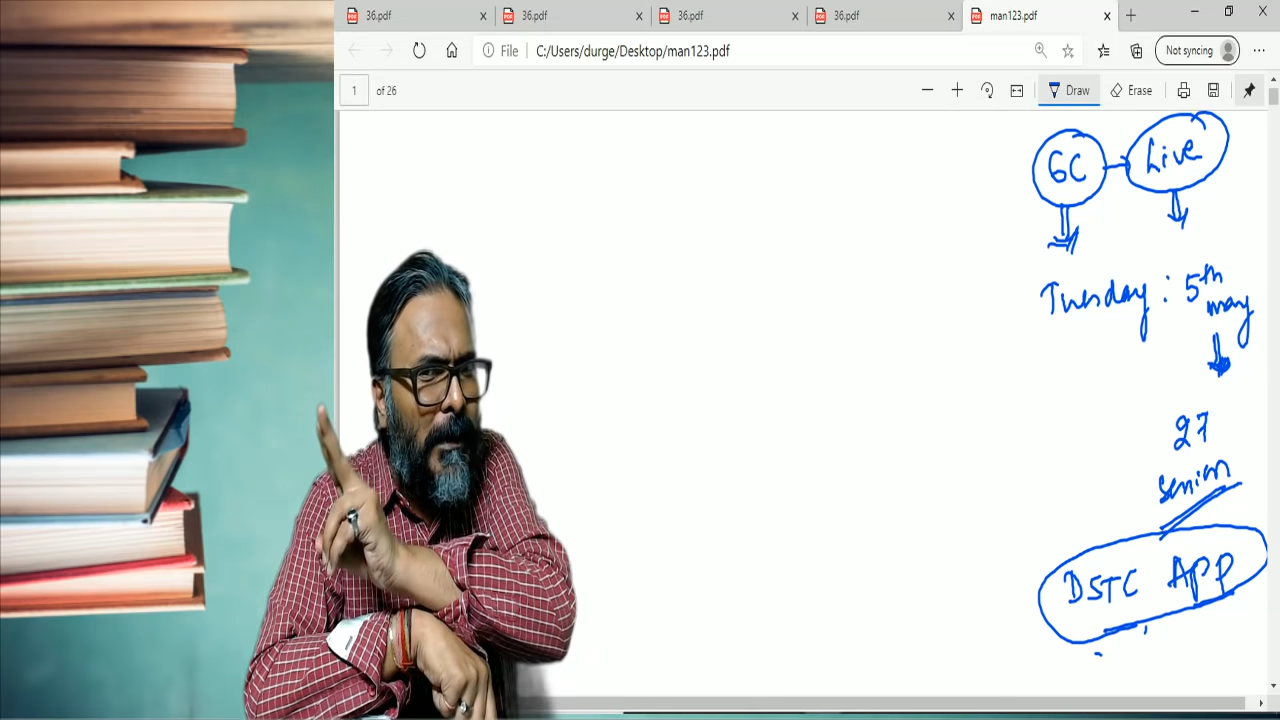 36.pdf 36.pdf 36.pdf 36.pdf man123.pdf
File C:/Users/durge/Desktop/man123.pdf Not syncing
1 of 26 Draw Erase
GC Live
Tuesday : 5th
may
27
DSTC APP